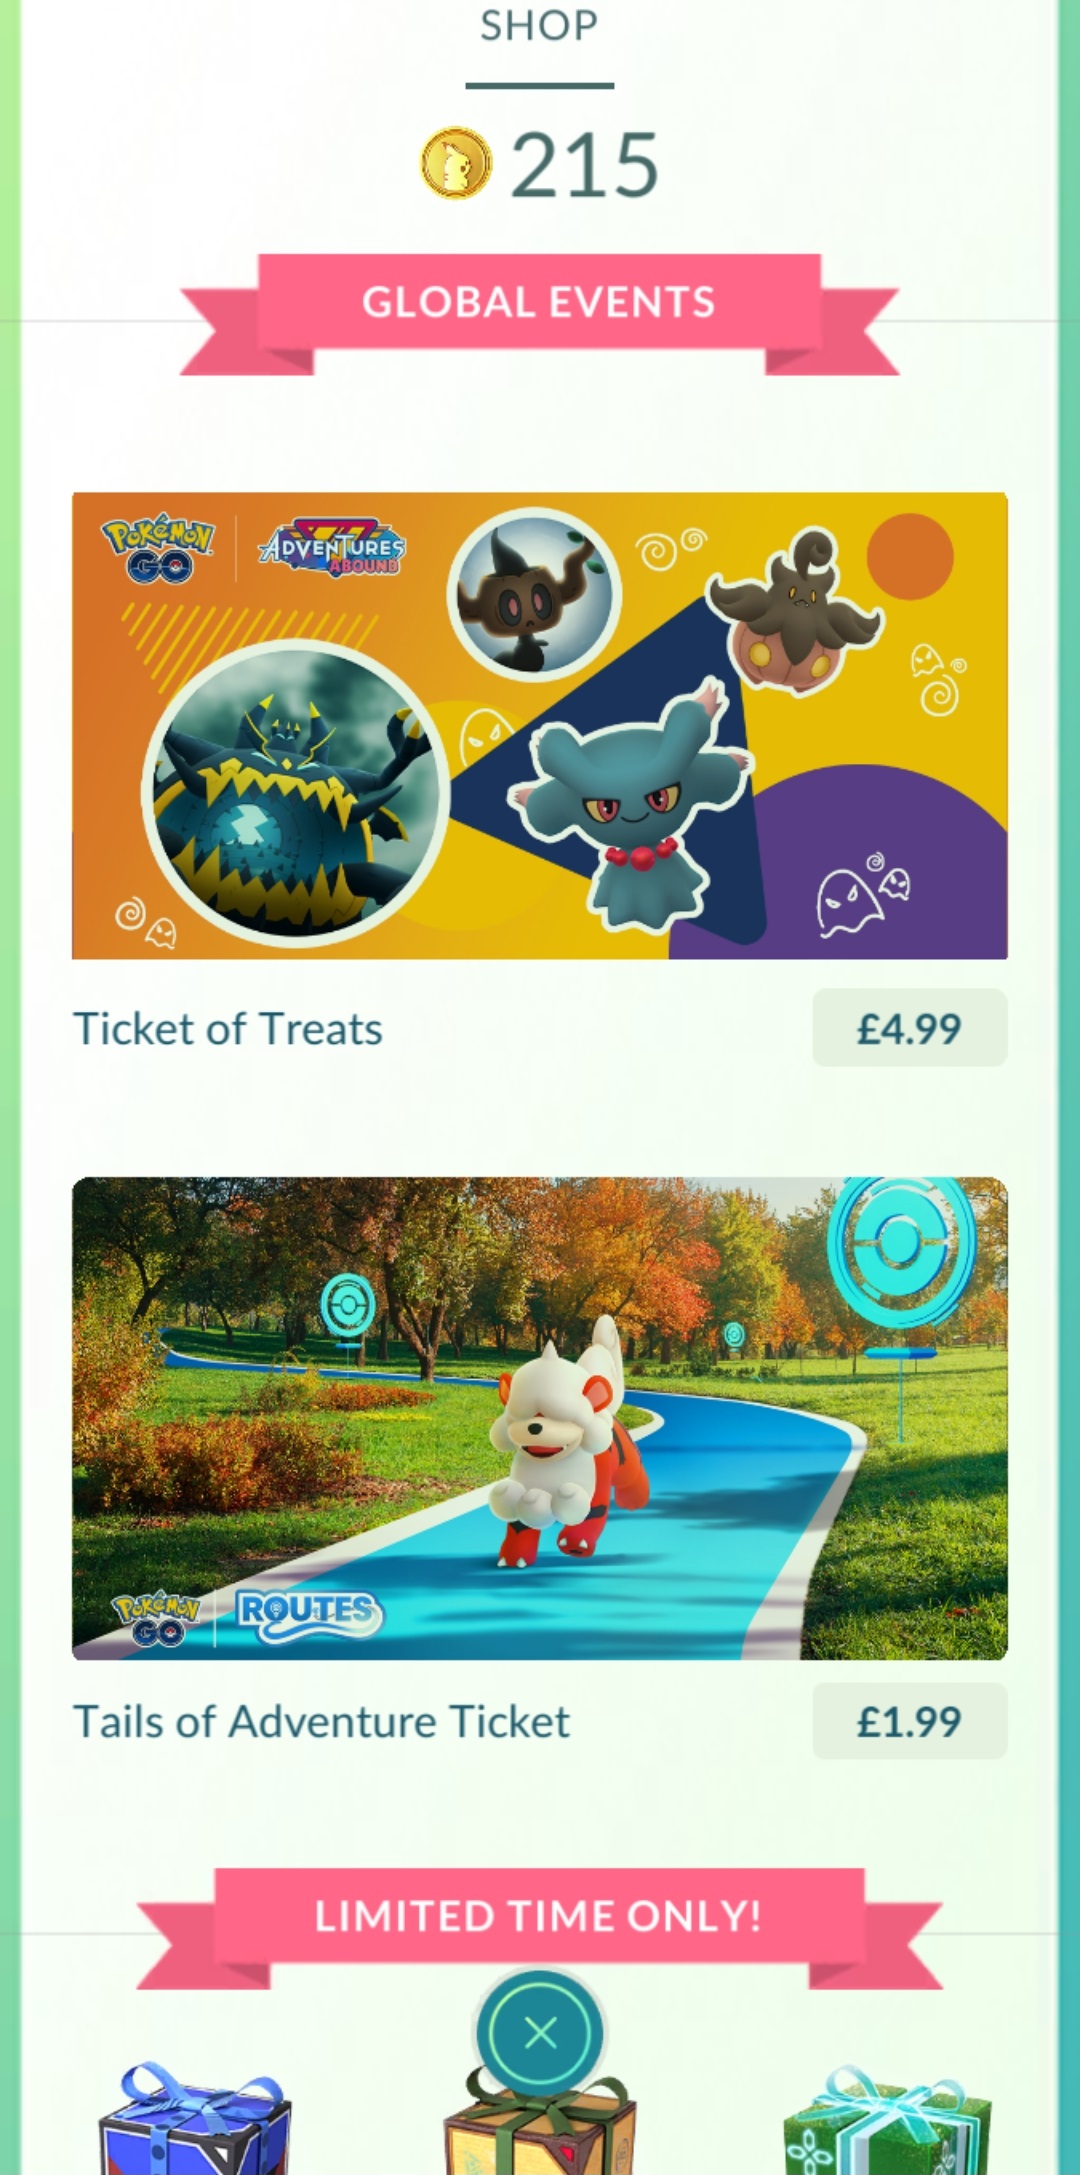 SHOP
215
GLOBAL EVENTS
POKÉMON
GO
ADVENTURES
ABOUND
Ticket of Treats
£4.99
POKÉMON
GO
ROUTES
Tails of Adventure Ticket
£1.99
LIMITED TIME ONLY!